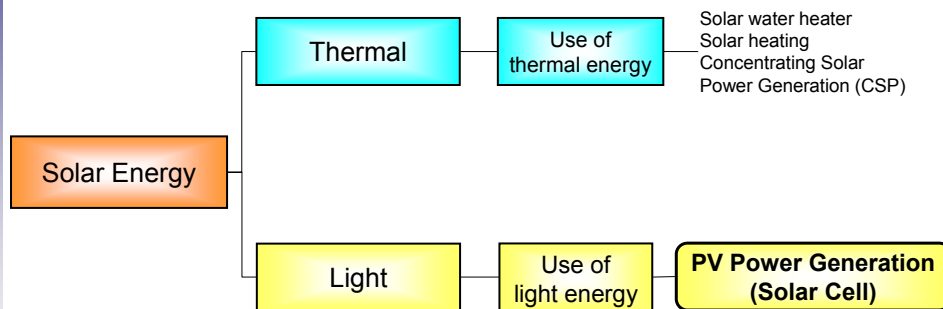 Solar Energy
Thermal
Use of
thermal energy
Solar water heater
Solar heating
Concentrating Solar
Power Generation (CSP)
Light
Use of
light energy
PV Power Generation
(Solar Cell)